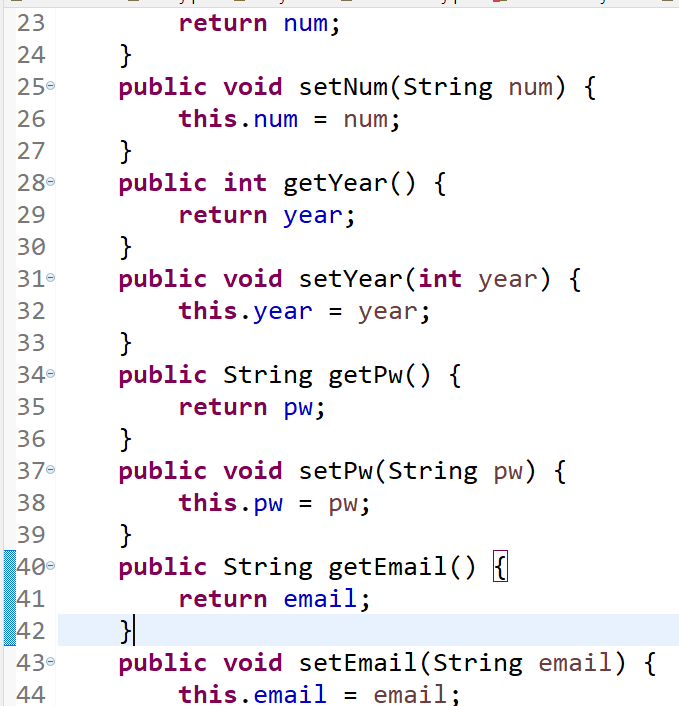 23 return num;
24 }
25 public void setNum(String num) {
26 this.num = num;
27 }
28 public int getYear() {
29 return year;
30 }
31 public void setYear(int year) {
32 this.year = year;
33 }
34 public String getPw() {
35 return pw;
36 }
37 public void setPw(String pw) {
38 this.pw = pw;
39 }
40 public String getEmail() {
41 return email;
42 }
43 public void setEmail(String email) {
44 this.email = email;